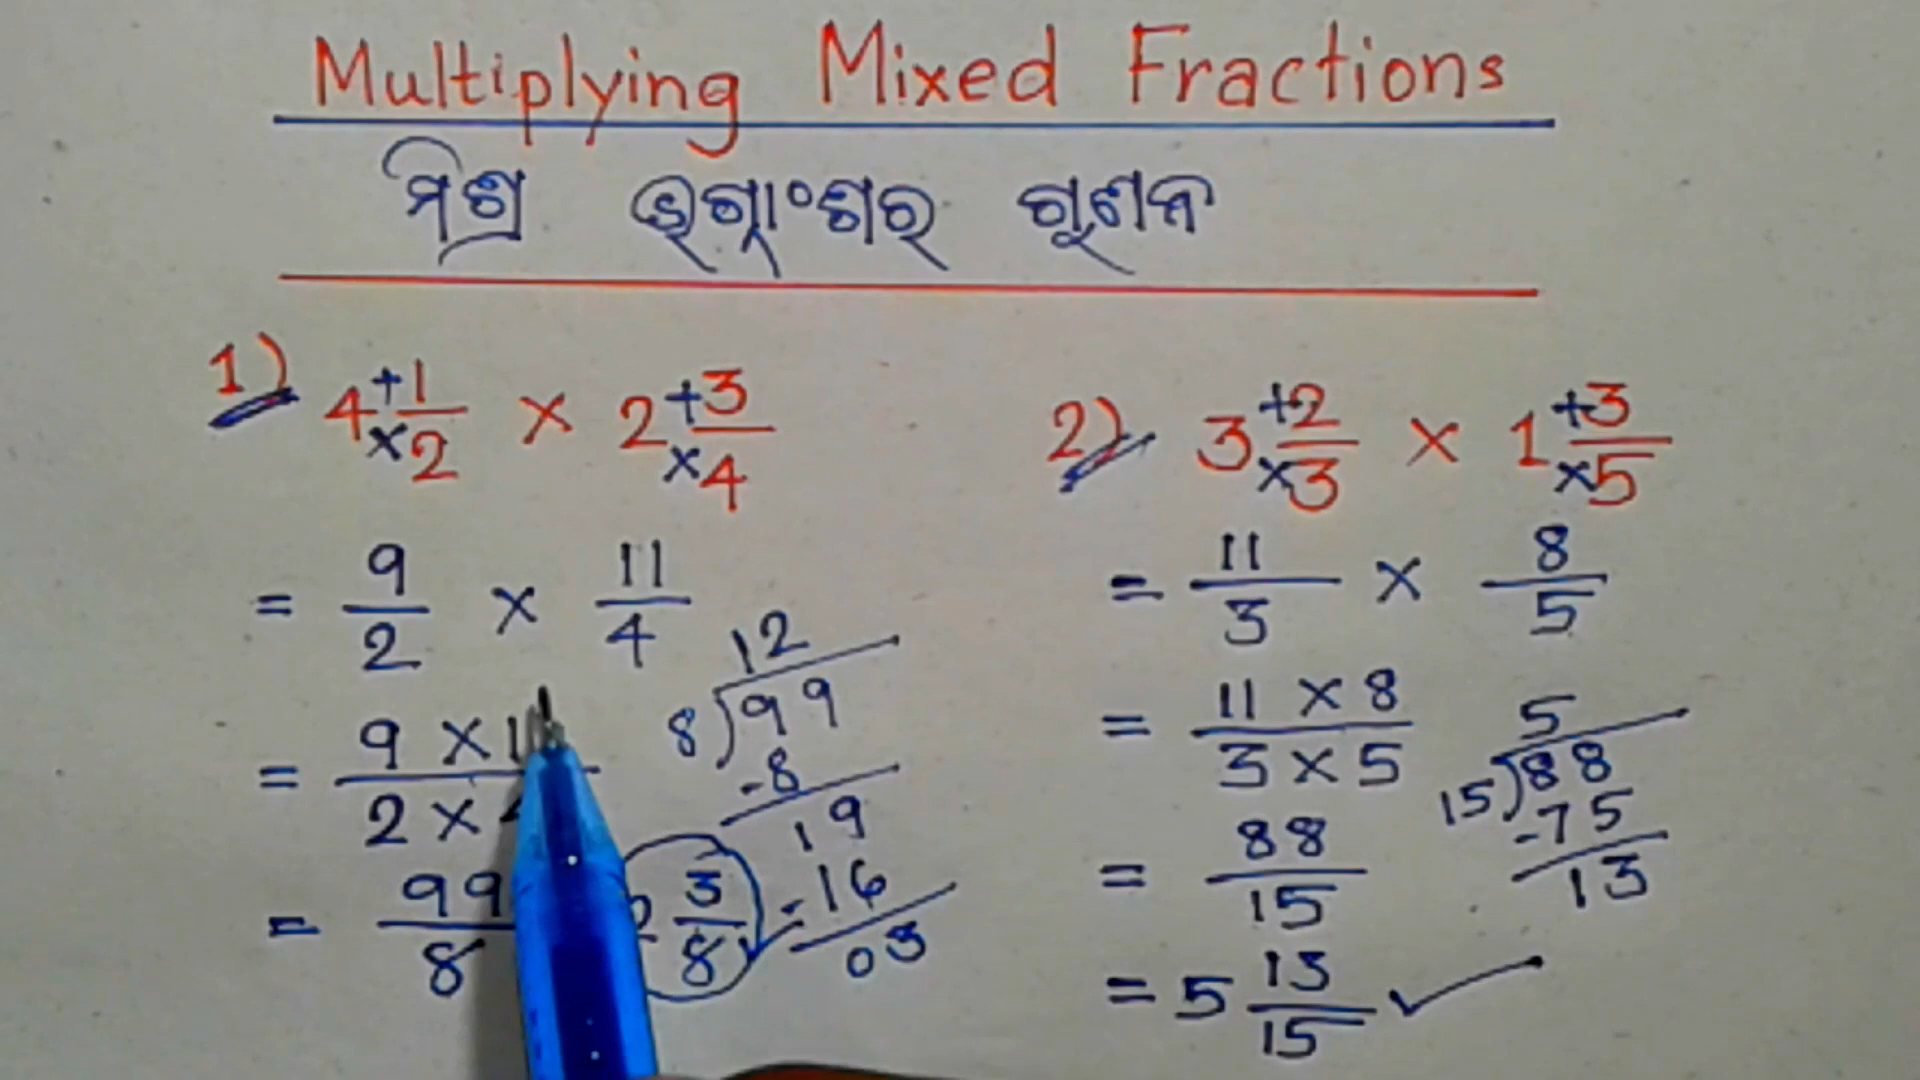 Multiplying Mixed Fractions
ମିଶ୍ର ଭଗ୍ନାଂଶର ଗୁଣନ
1) 4 + 1/× 2 × 2 + 3/× 4
= 9/2 × 11/4
= 9 ×/2 ×
= 99/8 3/8
12
8)99
-8
19
-16
03
2) 3 + 2/× 3 × 1 + 3/× 5
= 11/3 × 8/5
= 11 × 8/3 × 5
= 88/15
= 5 13/15 ✓
5
15)88
-75
13